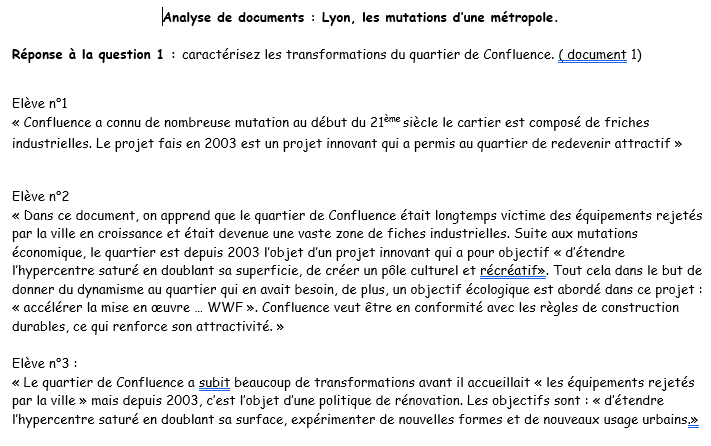 Analyse de documents : Lyon, les mutations d'une métropole.
Réponse à la question 1 : caractérisez les transformations du quartier de Confluence. ( document 1)
Elève n°1
« Confluence a connu de nombreuse mutation au début du 21ème siècle le cartier est composé de friches
industrielles. Le projet fais en 2003 est un projet innovant qui a permis au quartier de redevenir attractif »
Elève n°2
« Dans ce document, on apprend que le quartier de Confluence était longtemps victime des équipements rejetés
par la ville en croissance et était devenue une vaste zone de fiches industrielles. Suite aux mutations
économique, le quartier est depuis 2003 l'objet d'un projet innovant qui a pour objectif « d'étendre
l'hypercentre saturé en doublant sa superficie, de créer un pôle culturel et récréatif». Tout cela dans le but de
donner du dynamisme au quartier qui en avait besoin, de plus, un objectif écologique est abordé dans ce projet :
« accélérer la mise en œuvre ... WWF ». Confluence veut être en conformité avec les règles de construction
durables, ce qui renforce son attractivité. »
Elève n°3 :
« Le quartier de Confluence a subit beaucoup de transformations avant il accueillait « les équipements rejetés
par la ville » mais depuis 2003, c'est l'objet d'une politique de rénovation. Les objectifs sont : « d'étendre
l'hypercentre saturé en doublant sa surface, expérimenter de nouvelles formes et de nouveaux usage urbains.»